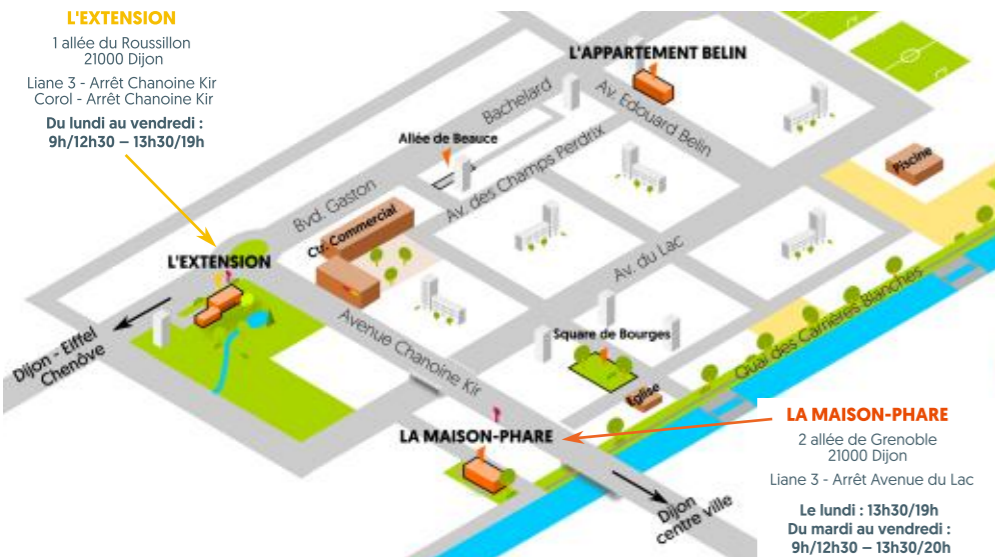 L'EXTENSION
1 allée du Roussillon
21000 Dijon
Liane 3 - Arrêt Chanoine Kir
Corol - Arrêt Chanoine Kir
Du lundi au vendredi :
9h/12h30 – 13h30/19h
L'APPARTEMENT BELIN
Bachelard
Av. Edouard Belin
Allée de Beauce
Av. des Champs Perdrix
Piscine
Bvd. Gaston
Ctr. Commercial
L'EXTENSION
Av. du Lac
Dijon - Eiffel
Chenôve
Avenue Chanoine Kir
Square de Bourges
Quai des Carrières Blanches
Eglise
LA MAISON-PHARE
Dijon
centre ville
LA MAISON-PHARE
2 allée de Grenoble
21000 Dijon
Liane 3 - Arrêt Avenue du Lac
Le lundi : 13h30/19h
Du mardi au vendredi :
9h/12h30 – 13h30/20h